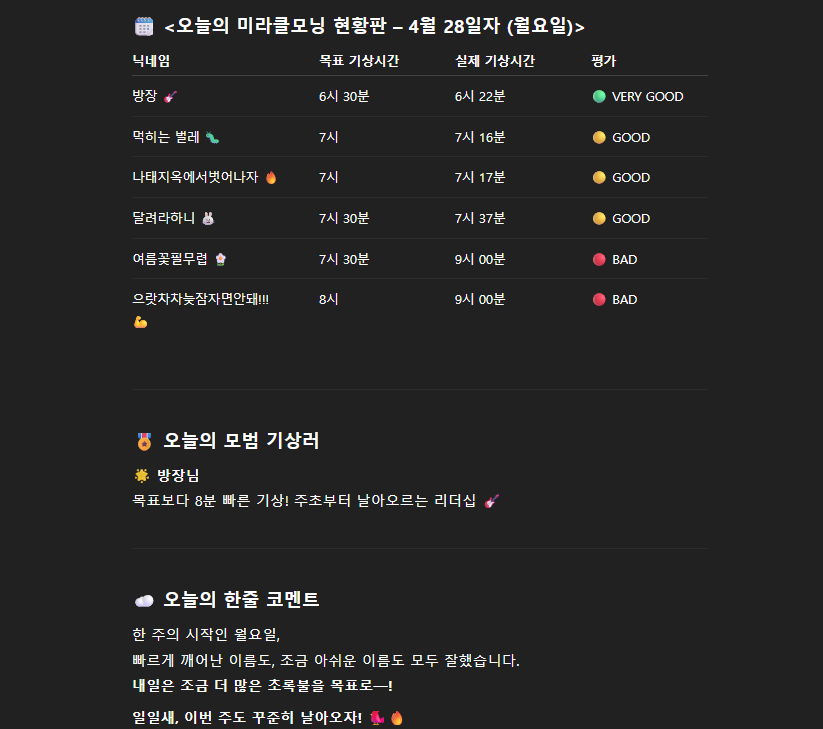 🗓️ <오늘의 미라클모닝 현황판 – 4월 28일자 (월요일)>
닉네임 목표 기상시간 실제 기상시간 평가
방장 🎸 6시 30분 6시 22분 🟢 VERY GOOD
먹히는 벌레 🐛 7시 7시 16분 🟡 GOOD
나태지옥에서벗어나자 🔥 7시 7시 17분 🟡 GOOD
달려라하니 🐰 7시 30분 7시 37분 🟡 GOOD
여름꽃필무렵 🌸 7시 30분 9시 00분 🔴 BAD
으랏차차늦잠자면안돼!!! 8시 9시 00분 🔴 BAD
💪
🏅 오늘의 모범 기상러
🌟 방장님
목표보다 8분 빠른 기상! 주초부터 날아오르는 리더십 🎸
☁️ 오늘의 한줄 코멘트
한 주의 시작인 월요일,
빠르게 깨어난 이름도, 조금 아쉬운 이름도 모두 잘했습니다.
내일은 조금 더 많은 초록불을 목표로—!
일일새, 이번 주도 꾸준히 날아오자! 🐦🔥